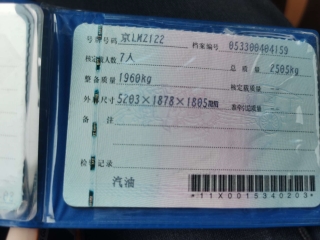 号牌号码 京LMZ122 档案编号 053300404159
核定载人数 7人 总质量 2505kg
整备质量 1960kg 核定载质量 --
外廓尺寸 5203×1878×1805mm 准牵引总质量 --
备注
检验记录
汽油
*11X0015340203*